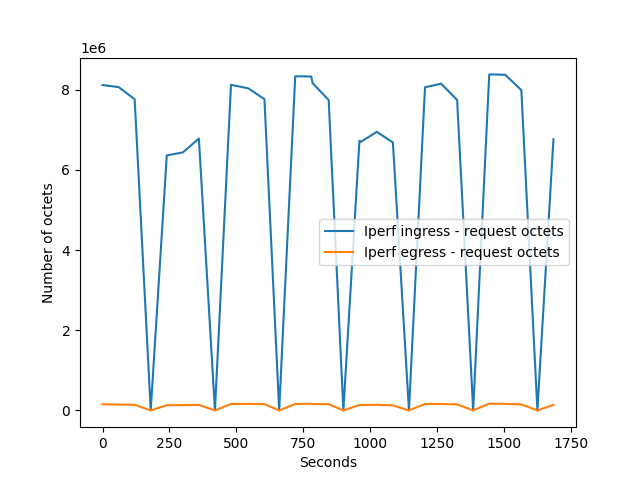 1e6
8
6
4
2
0
Number of octets
Iperf ingress - request octets
Iperf egress - request octets
0 250 500 750 1000 1250 1500 1750
Seconds